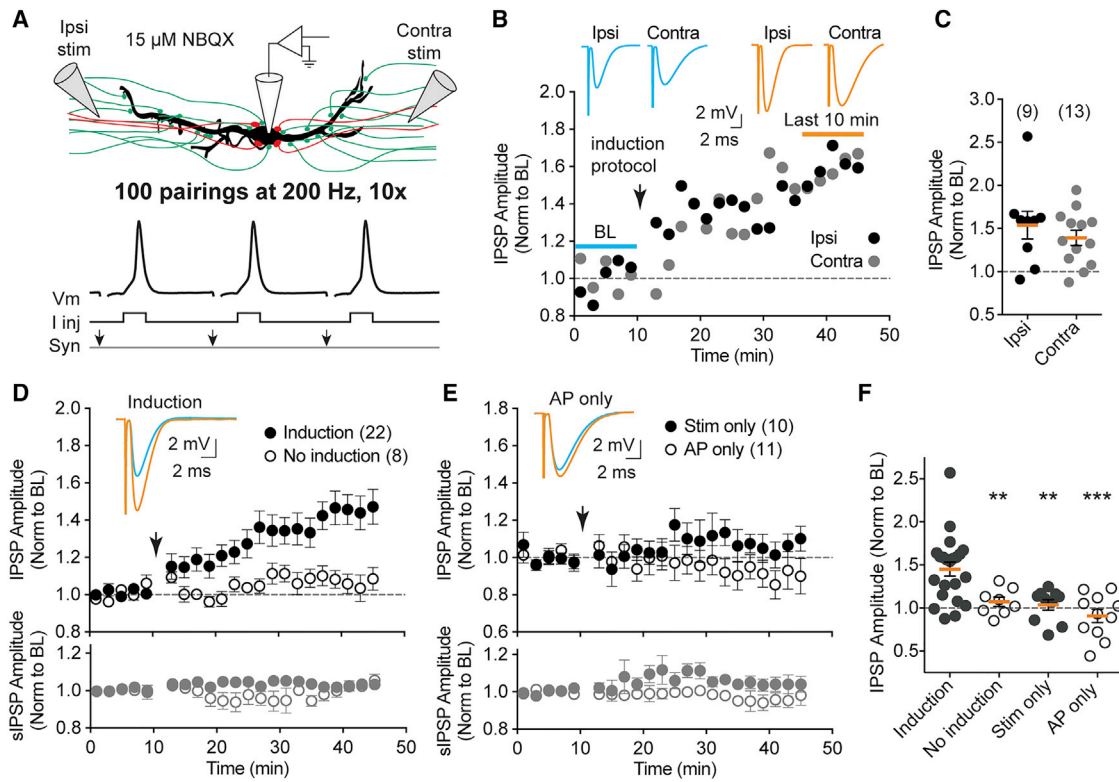 A
Ipsi
stim
15 µM NBQX
Contra
stim
100 pairings at 200 Hz, 10x
Vm
I inj
Syn
B
Ipsi
Contra
Ipsi
Contra
2 mV
2 ms
Last 10 min
induction
protocol
BL
Ipsi
Contra
IPSP Amplitude
(Norm to BL)
2.0
1.8
1.6
1.4
1.2
1.0
0.8
0 10 20 30 40 50
Time (min)
C
(9) (13)
IPSP Amplitude
(Norm to BL)
3.0
2.5
2.0
1.5
1.0
0.5
Ipsi
Contra
D
Induction
2 mV
2 ms
Induction (22)
No induction (8)
IPSP Amplitude
(Norm to BL)
2.0
1.8
1.6
1.4
1.2
1.0
0.8
sIPSP Amplitude
(Norm to BL)
1.2
1.0
0.8
0 10 20 30 40 50
Time (min)
E
AP only
2 mV
2 ms
Stim only (10)
AP only (11)
IPSP Amplitude
(Norm to BL)
1.8
1.6
1.4
1.2
1.0
0.8
0.6
sIPSP Amplitude
(Norm to BL)
1.2
1.0
0.8
0 10 20 30 40 50
Time (min)
F
** ** ***
IPSP Amplitude (Norm to BL)
3.0
2.5
2.0
1.5
1.0
0.5
0
Induction
No induction
Stim only
AP only